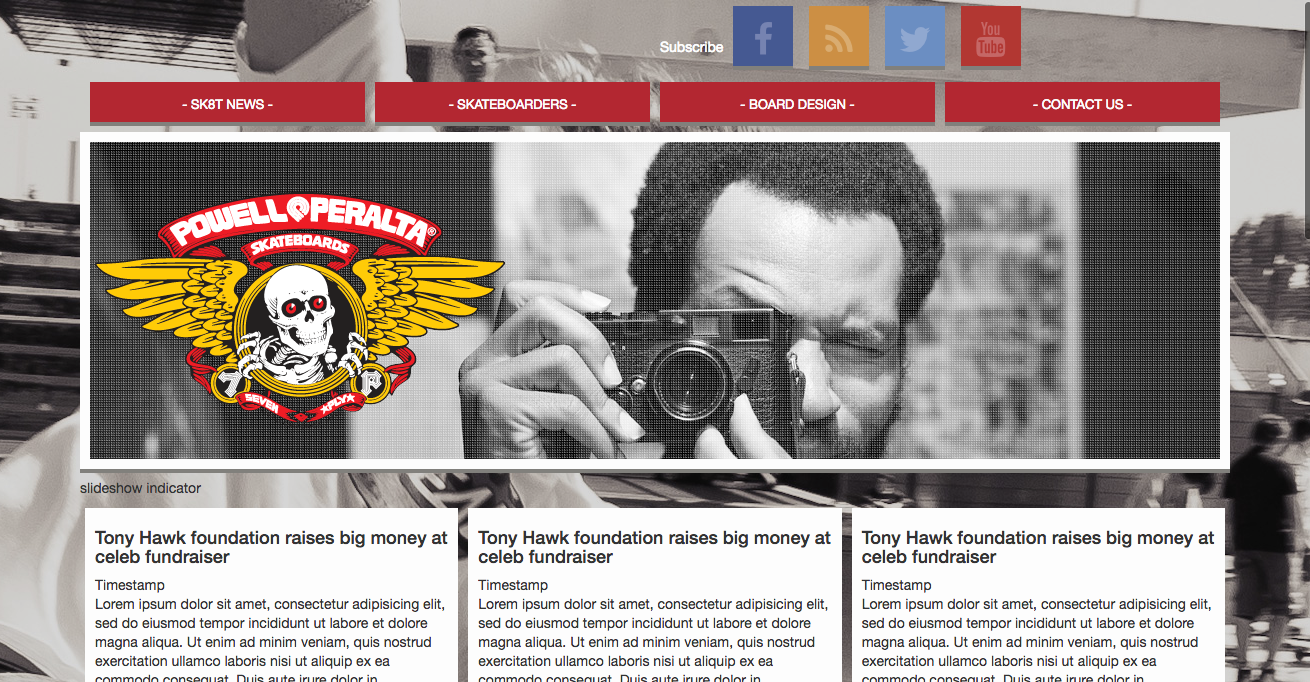 Subscribe
You
Tube
- SK8T NEWS -
- SKATEBOARDERS -
- BOARD DESIGN -
- CONTACT US -
POWELL PERALTA®
SKATEBOARDS
7 P
SEVEN PLY
slideshow indicator
Tony Hawk foundation raises big money at
celeb fundraiser
Timestamp
Lorem ipsum dolor sit amet, consectetur adipisicing elit,
sed do eiusmod tempor incididunt ut labore et dolore
magna aliqua. Ut enim ad minim veniam, quis nostrud
exercitation ullamco laboris nisi ut aliquip ex ea
commodo consequat. Duis aute irure dolor in
Tony Hawk foundation raises big money at
celeb fundraiser
Timestamp
Lorem ipsum dolor sit amet, consectetur adipisicing elit,
sed do eiusmod tempor incididunt ut labore et dolore
magna aliqua. Ut enim ad minim veniam, quis nostrud
exercitation ullamco laboris nisi ut aliquip ex ea
commodo consequat. Duis aute irure dolor in
Tony Hawk foundation raises big money at
celeb fundraiser
Timestamp
Lorem ipsum dolor sit amet, consectetur adipisicing elit,
sed do eiusmod tempor incididunt ut labore et dolore
magna aliqua. Ut enim ad minim veniam, quis nostrud
exercitation ullamco laboris nisi ut aliquip ex ea
commodo consequat. Duis aute irure dolor in